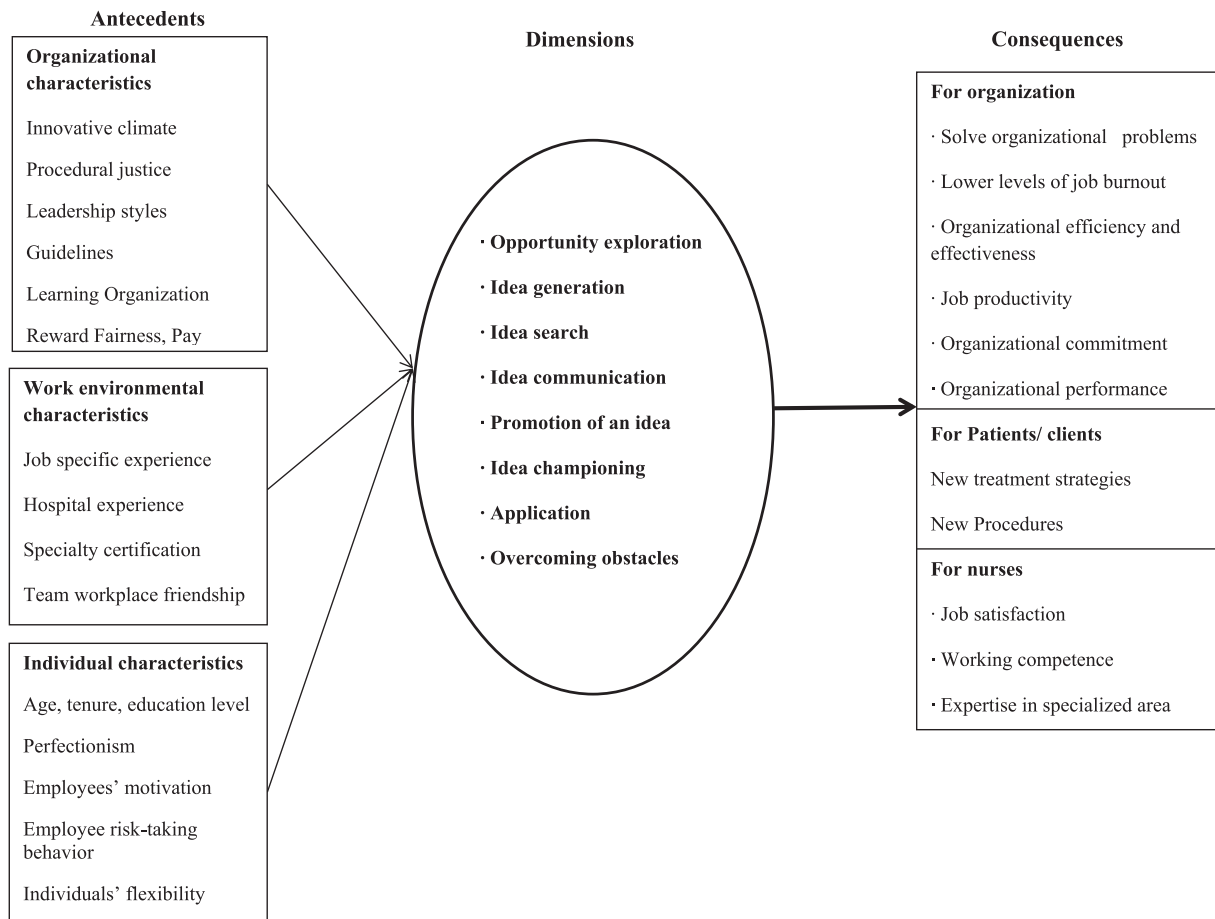 Antecedents
Organizational
characteristics
Innovative climate
Procedural justice
Leadership styles
Guidelines
Learning Organization
Reward Fairness, Pay
Work environmental
characteristics
Job specific experience
Hospital experience
Specialty certification
Team workplace friendship
Individual characteristics
Age, tenure, education level
Perfectionism
Employees’ motivation
Employee risk-taking
behavior
Individuals’ flexibility
Dimensions
· Opportunity exploration
· Idea generation
· Idea search
· Idea communication
· Promotion of an idea
· Idea championing
· Application
· Overcoming obstacles
Consequences
For organization
· Solve organizational problems
· Lower levels of job burnout
· Organizational efficiency and
effectiveness
· Job productivity
· Organizational commitment
· Organizational performance
For Patients/ clients
New treatment strategies
New Procedures
For nurses
· Job satisfaction
· Working competence
· Expertise in specialized area